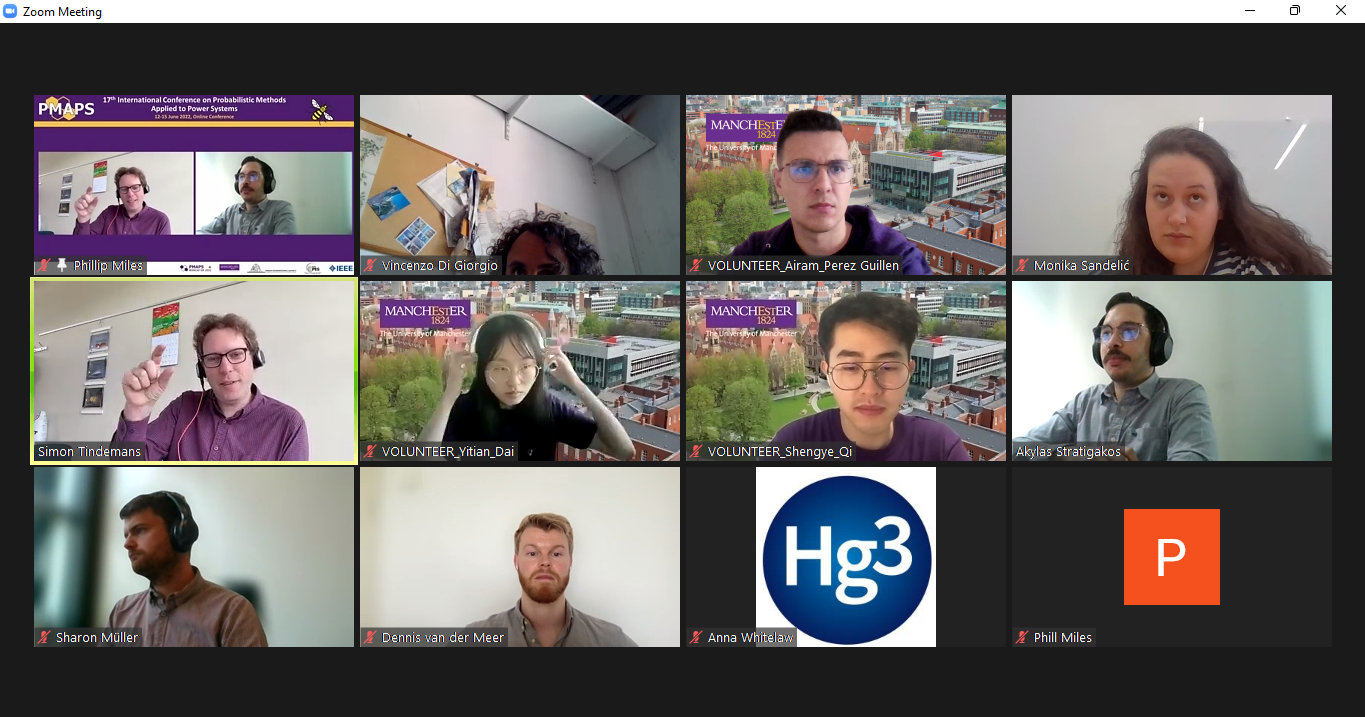 Zoom Meeting
PMAPS
17th International Conference on Probabilistic Methods
Applied to Power Systems
12-15 June 2022, Online Conference
IEEE
Phillip Miles
Vincenzo Di Giorgio
MANCHESTER
1824
The University of Manchester
VOLUNTEER_Airam_Perez Guillen
Monika Sandelić
Simon Tindemans
MANCHESTER
1824
The University of Manchester
VOLUNTEER_Yitian_Dai
MANCHESTER
1824
The University of Manchester
VOLUNTEER_Shengye_Qi
Akylas Stratigakos
Sharon Müller
Dennis van der Meer
Hg3
Anna Whitelaw
P
Phill Miles